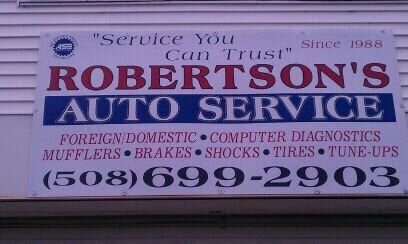 "Service You
Can Trust"
Since 1988
ROBERTSON'S
AUTO SERVICE
FOREIGN/DOMESTIC • COMPUTER DIAGNOSTICS
MUFFLERS • BRAKES • SHOCKS • TIRES • TUNE-UPS
(508) 699-2903